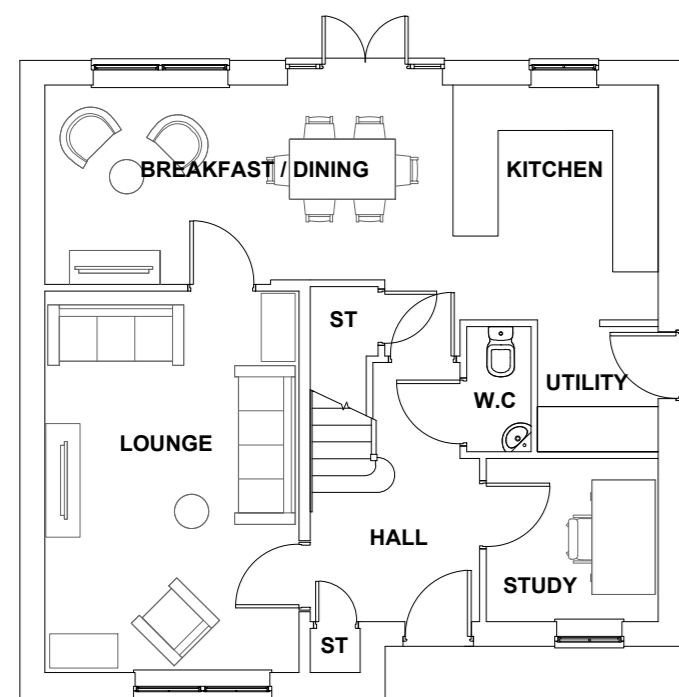 BREAKFAST / DINING
KITCHEN
ST
UTILITY
W.C
LOUNGE
HALL
STUDY
ST